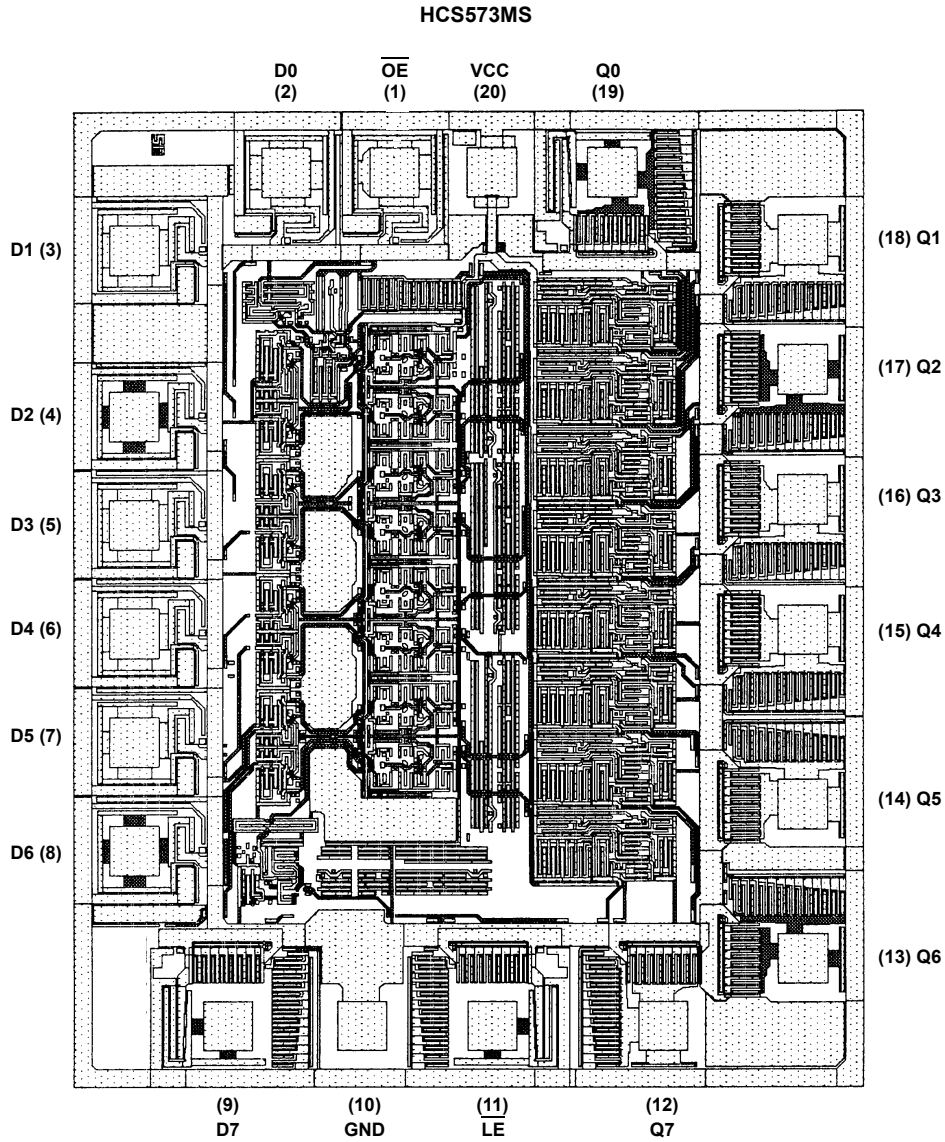 HCS573MS
D0
(2)
O̅E̅
(1)
VCC
(20)
Q0
(19)
D1 (3)
(18) Q1
(17) Q2
D2 (4)
(16) Q3
D3 (5)
D4 (6)
(15) Q4
D5 (7)
(14) Q5
D6 (8)
(13) Q6
(9)
D7
(10)
GND
(11)
L̅E̅
(12)
Q7